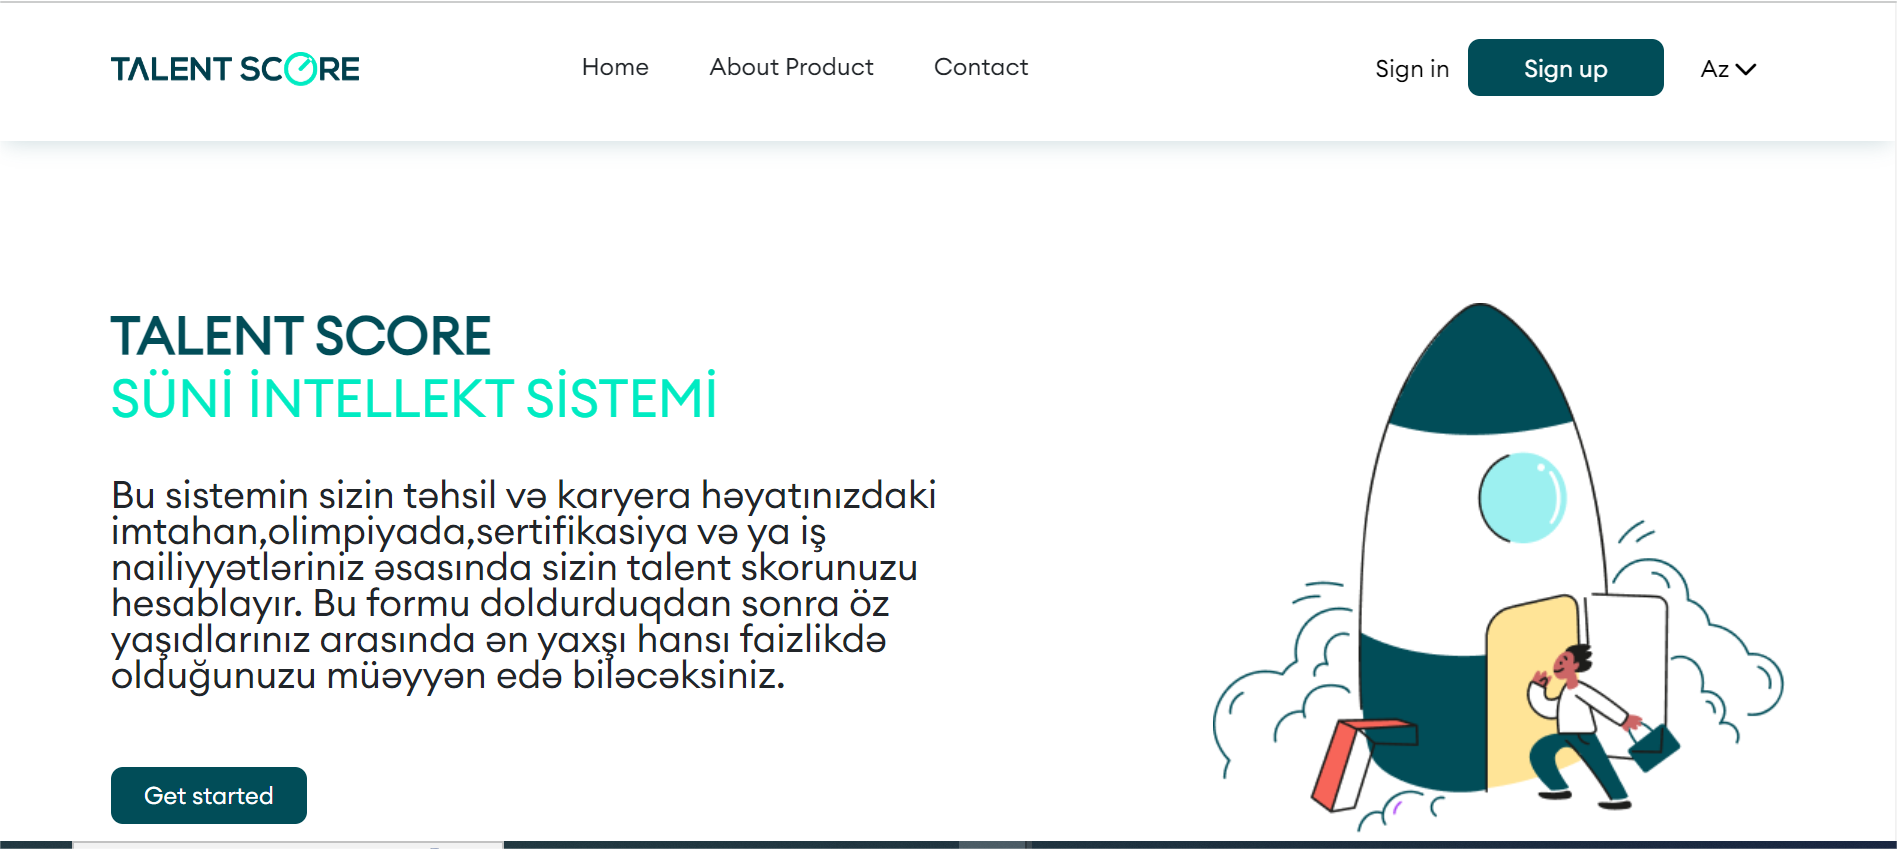 TALENT SCORE
Home
About Product
Contact
Sign in
Sign up
Az
TALENT SCORE
SÜNİ İNTELLEKT SİSTEMİ
Bu sistemin sizin təhsil və karyera həyatınızdaki
imtahan,olimpiyada,sertifikasiya və ya iş
nailiyyətləriniz əsasında sizin talent skorunuzu
hesablayır. Bu formu doldurduqdan sonra öz
yaşıdlarınız arasında ən yaxşı hansı faizlikdə
olduğunuzu müəyyən edə biləcəksiniz.
Get started